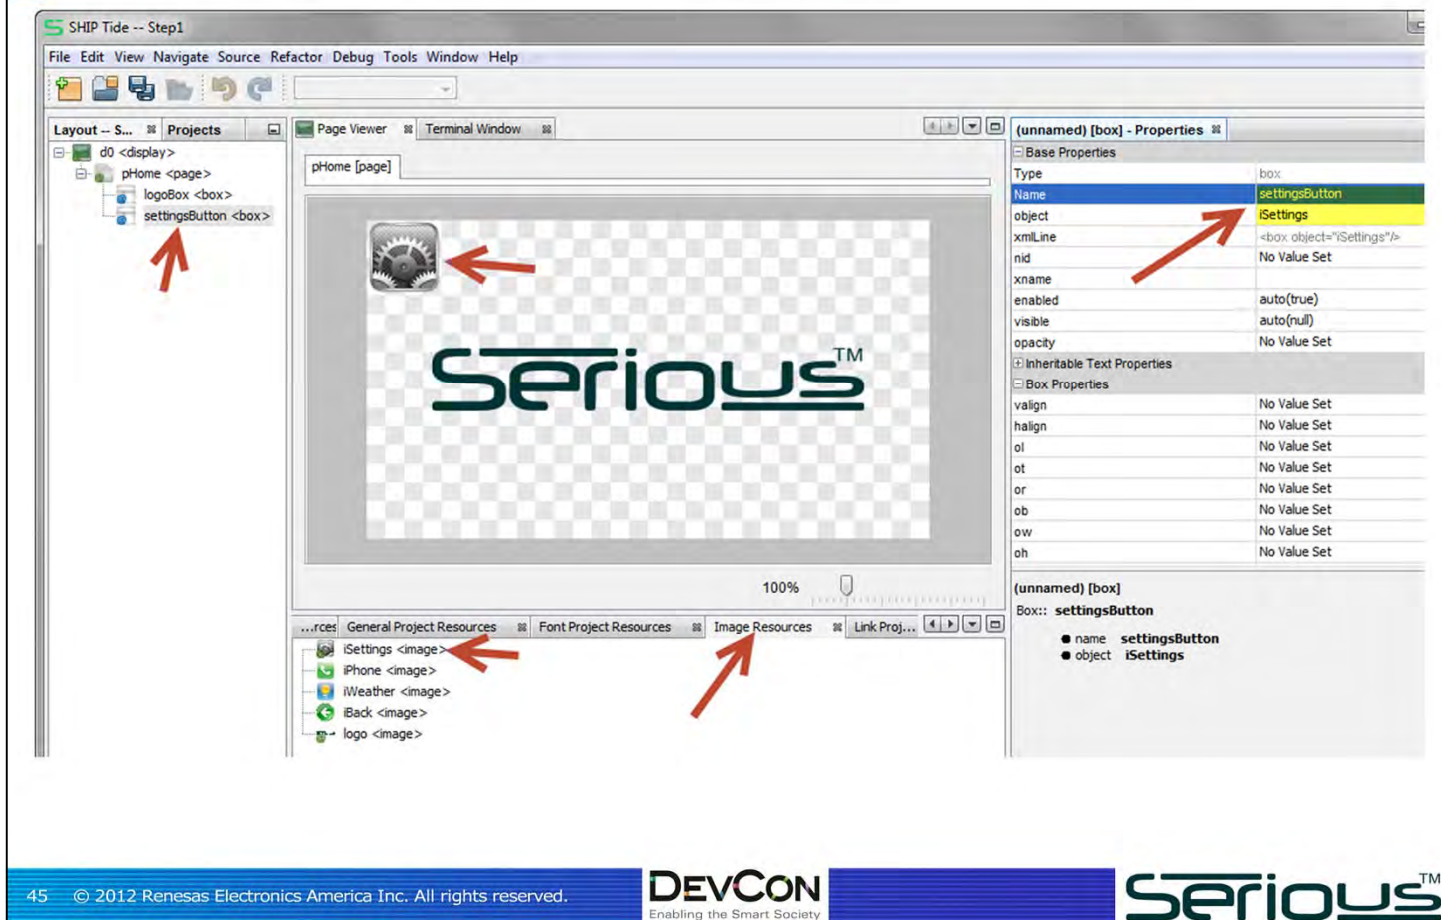 SHIP Tide -- Step1
File Edit View Navigate Source Refactor Debug Tools Window Help
Layout -- S... Projects
d0 <display>
pHome <page>
logoBox <box>
settingsButton <box>
Page Viewer Terminal Window
pHome [page]
Serious™
100%
...rces General Project Resources Font Project Resources Image Resources Link Proj...
iSettings <image>
iPhone <image>
iWeather <image>
iBack <image>
logo <image>
(unnamed) [box] - Properties
Base Properties
Type box
Name settingsButton
object iSettings
xmlLine <box object="iSettings"/>
nid No Value Set
xname
enabled auto(true)
visible auto(null)
opacity No Value Set
Inheritable Text Properties
Box Properties
valign No Value Set
halign No Value Set
ol No Value Set
ot No Value Set
or No Value Set
ob No Value Set
ow No Value Set
oh No Value Set
(unnamed) [box]
Box:: settingsButton
name settingsButton
object iSettings
45 © 2012 Renesas Electronics America Inc. All rights reserved.
DEVCON
Enabling the Smart Society
Serious™